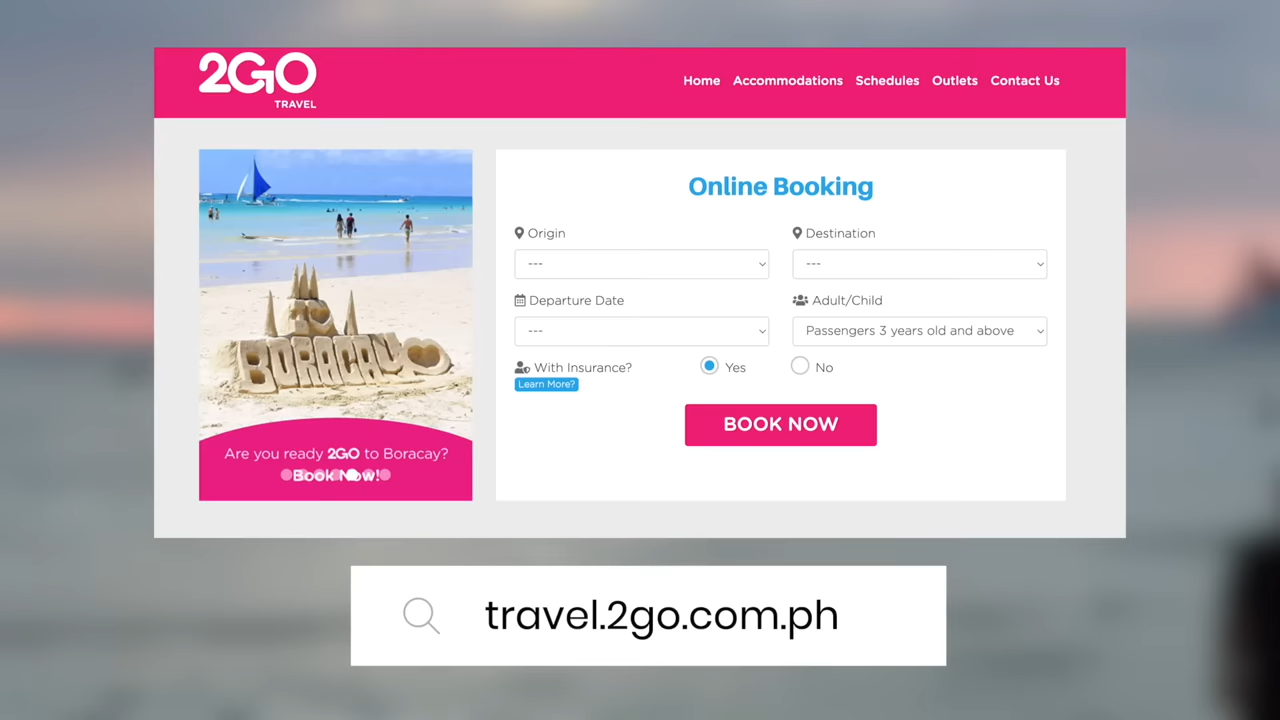 2GO
TRAVEL
Home Accommodations Schedules Outlets Contact Us
BORACAY
Are you ready 2GO to Boracay?
Book Now!
Online Booking
Origin
---
Destination
---
Departure Date
---
Adult/Child
Passengers 3 years old and above
With Insurance?
Learn More?
Yes
No
BOOK NOW
travel.2go.com.ph